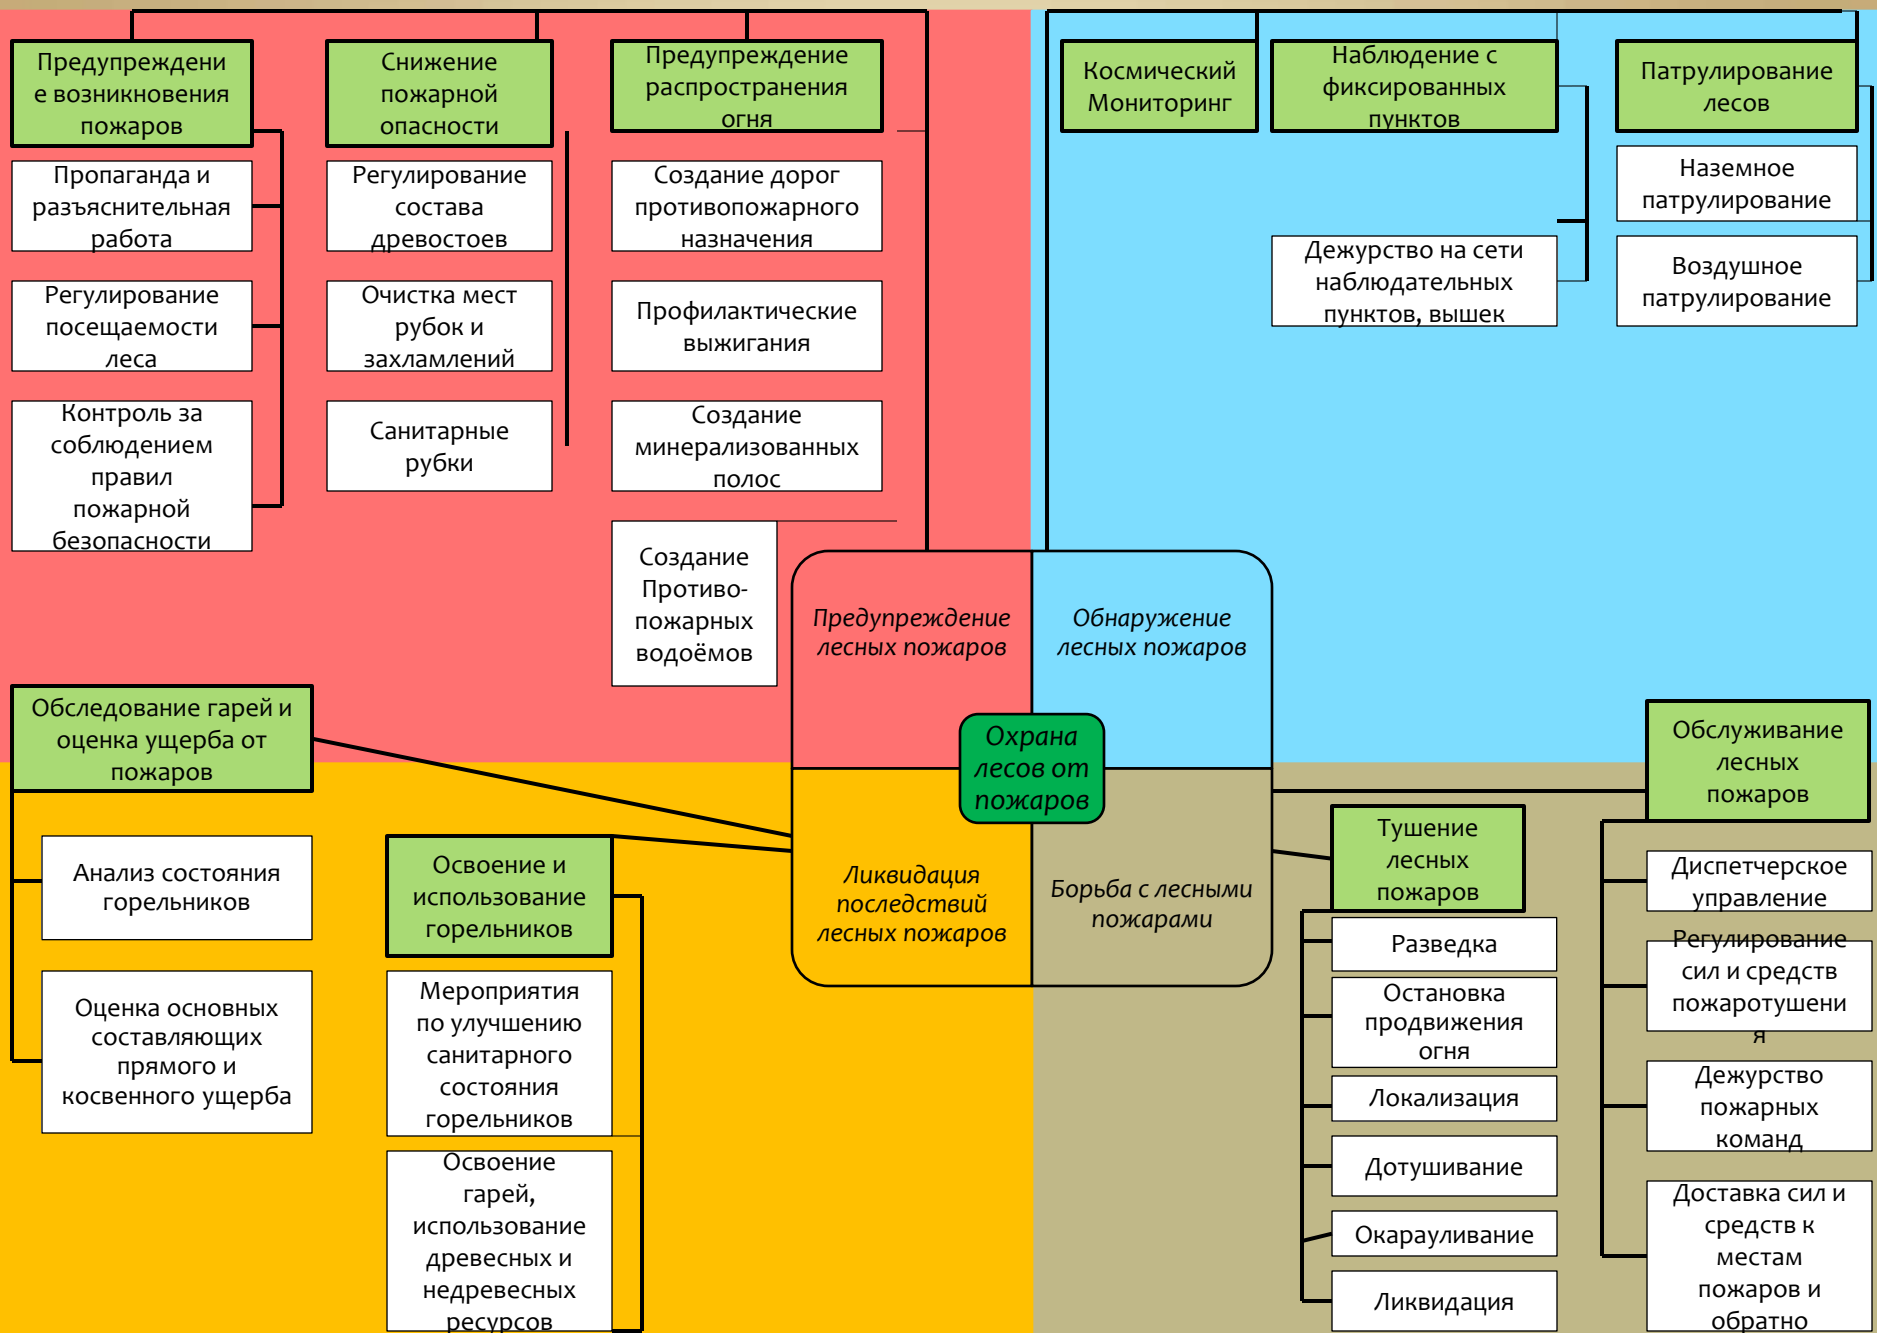 Предупреждени
е возникновения
пожаров
Пропаганда и
разъяснительная
работа
Регулирование
посещаемости
леса
Контроль за
соблюдением
правил
пожарной
безопасности
Снижение
пожарной
опасности
Регулирование
состава
древостоев
Очистка мест
рубок и
захламлений
Санитарные
рубки
Предупреждение
распространения
огня
Создание дорог
противопожарного
назначения
Профилактические
выжигания
Создание
минерализованных
полос
Создание
Противо-
пожарных
водоёмов
Космический
Мониторинг
Наблюдение с
фиксированных
пунктов
Дежурство на сети
наблюдательных
пунктов, вышек
Патрулирование
лесов
Наземное
патрулирование
Воздушное
патрулирование
Предупреждение
лесных пожаров
Обнаружение
лесных пожаров
Охрана
лесов от
пожаров
Ликвидация
последствий
лесных пожаров
Борьба с лесными
пожарами
Обследование гарей и
оценка ущерба от
пожаров
Анализ состояния
горельников
Оценка основных
составляющих
прямого и
косвенного ущерба
Освоение и
использование
горельников
Мероприятия
по улучшению
санитарного
состояния
горельников
Освоение
гарей,
использование
древесных и
недревесных
ресурсов
Тушение
лесных
пожаров
Разведка
Остановка
продвижения
огня
Локализация
Дотушивание
Окарауливание
Ликвидация
Обслуживание
лесных
пожаров
Диспетчерское
управление
Регулирование
сил и средств
пожаротушени
я
Дежурство
пожарных
команд
Доставка сил и
средств к
местам
пожаров и
обратно